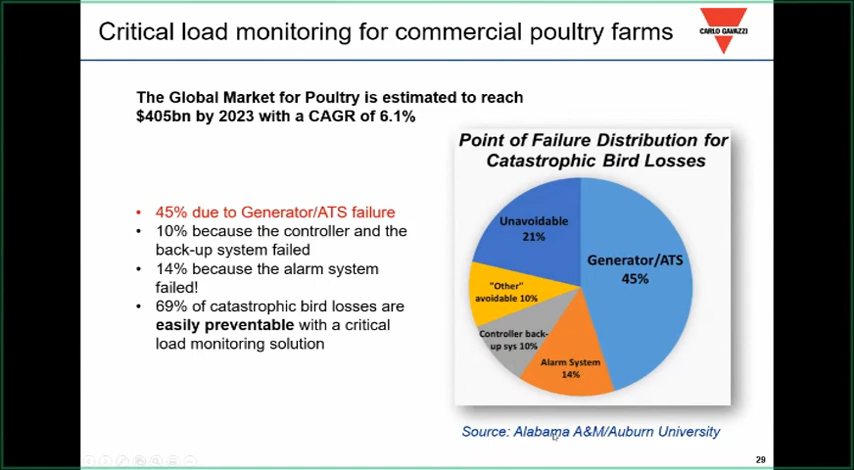 Critical load monitoring for commercial poultry farms
CARLO GAVAZZI
The Global Market for Poultry is estimated to reach
$405bn by 2023 with a CAGR of 6.1%
• 45% due to Generator/ATS failure
• 10% because the controller and the
back-up system failed
• 14% because the alarm system
failed!
• 69% of catastrophic bird losses are
easily preventable with a critical
load monitoring solution
Point of Failure Distribution for
Catastrophic Bird Losses
Unavoidable
21%
Generator/ATS
45%
"Other"
avoidable 10%
Controller back-
up sys 10%
Alarm System
14%
Source: Alabama A&M/Auburn University
29